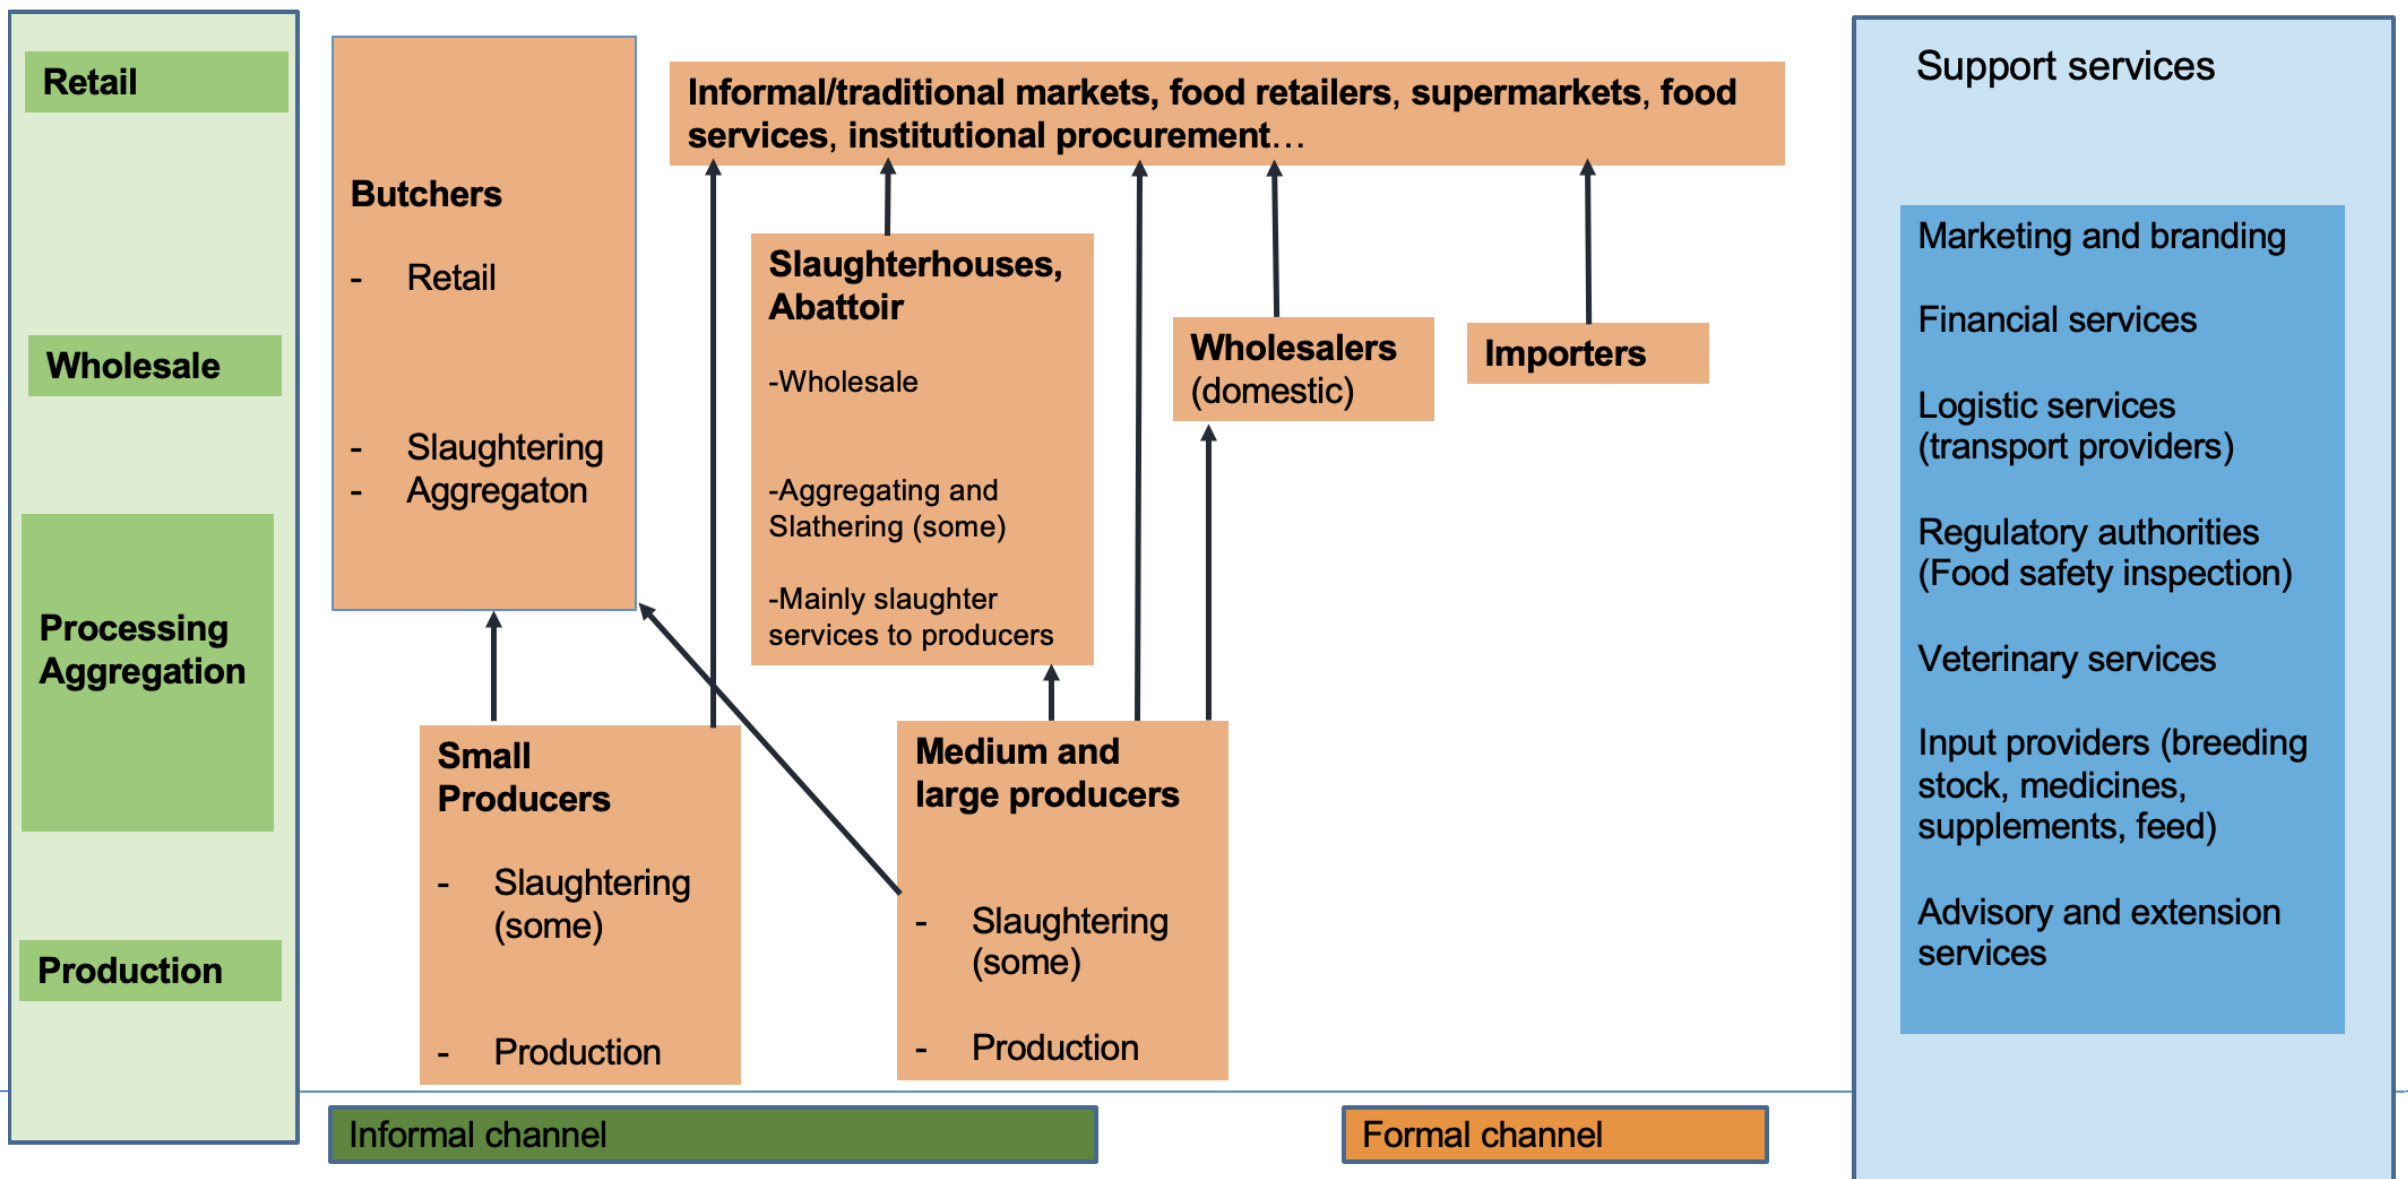 Retail
Wholesale
Processing
Aggregation
Production
Butchers
- Retail
- Slaughtering
- Aggregaton
Informal/traditional markets, food retailers, supermarkets, food
services, institutional procurement…
Slaughterhouses,
Abattoir
-Wholesale
-Aggregating and
Slathering (some)
-Mainly slaughter
services to producers
Wholesalers
(domestic)
Importers
Small
Producers
- Slaughtering
(some)
- Production
Medium and
large producers
- Slaughtering
(some)
- Production
Informal channel
Formal channel
Support services
Marketing and branding
Financial services
Logistic services
(transport providers)
Regulatory authorities
(Food safety inspection)
Veterinary services
Input providers (breeding
stock, medicines,
supplements, feed)
Advisory and extension
services